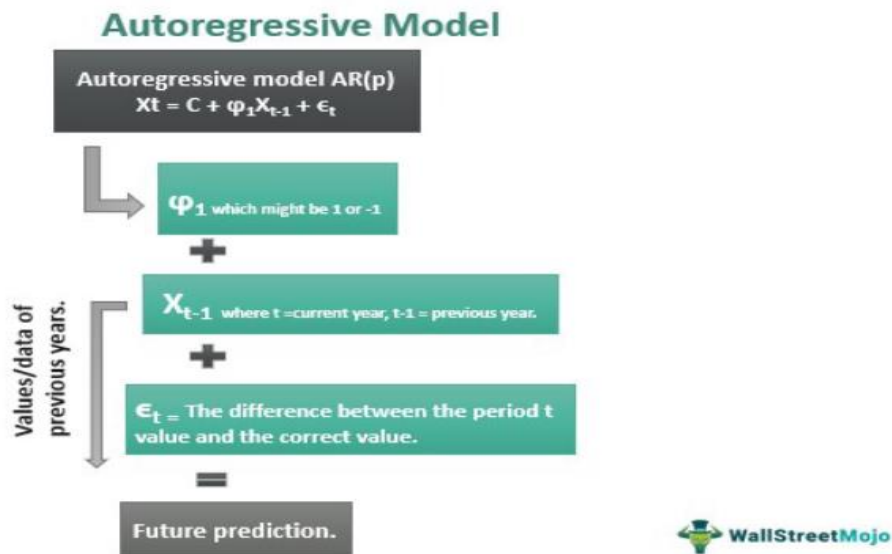 Autoregressive Model
Autoregressive model AR(p)
Xt = C + φ₁Xₜ₋₁ + ϵₜ
φ₁ which might be 1 or -1
+
Xₜ₋₁ where t =current year, t-1 = previous year.
+
Values/data of
previous years.
ϵₜ = The difference between the period t
value and the correct value.
=
Future prediction.
WallStreetMojo